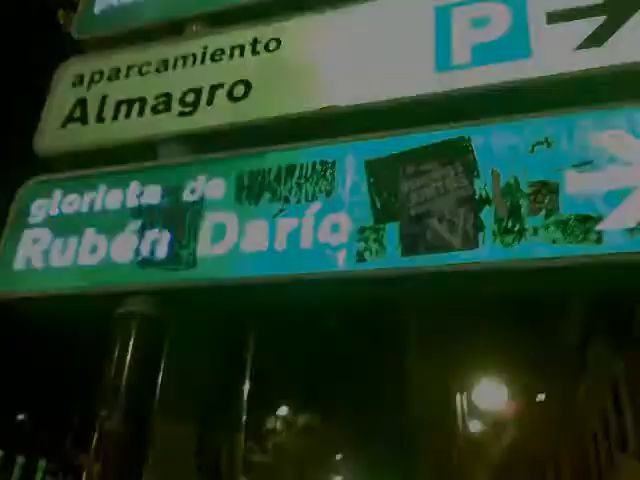 aparcamiento
Almagro
P
glorieta de
Rubén Darío